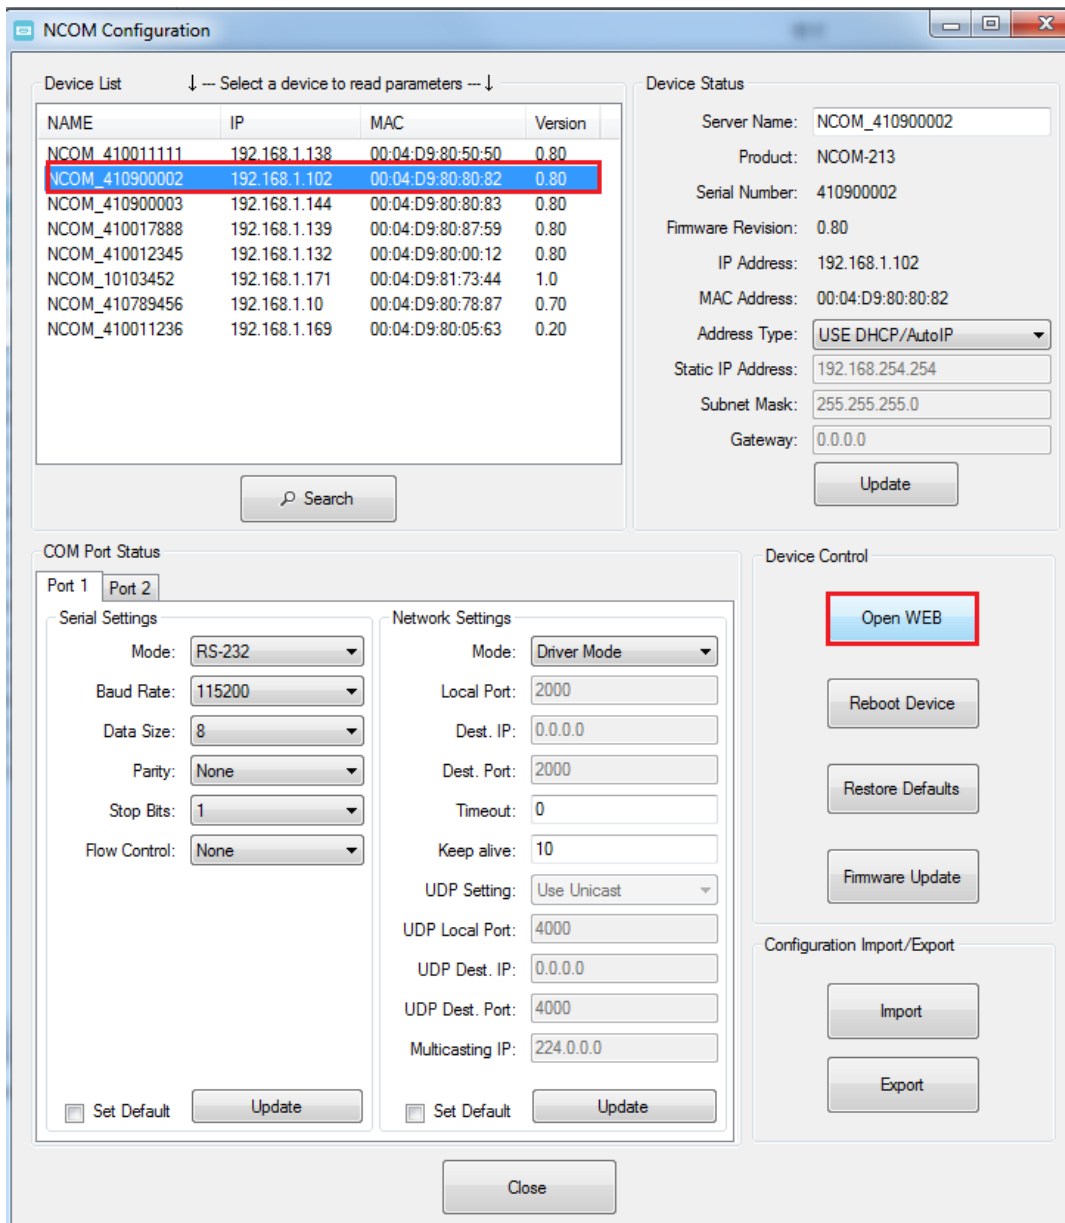 NCOM Configuration
Device List ↓ --- Select a device to read parameters --- ↓
NAME IP MAC Version
NCOM_410011111 192.168.1.138 00:04:D9:80:50:50 0.80
NCOM_410900002 192.168.1.102 00:04:D9:80:80:82 0.80
NCOM_410900003 192.168.1.144 00:04:D9:80:80:83 0.80
NCOM_410017888 192.168.1.139 00:04:D9:80:87:59 0.80
NCOM_410012345 192.168.1.132 00:04:D9:80:00:12 0.80
NCOM_10103452 192.168.1.171 00:04:D9:81:73:44 1.0
NCOM_410789456 192.168.1.10 00:04:D9:80:78:87 0.70
NCOM_410011236 192.168.1.169 00:04:D9:80:05:63 0.20
Search
Device Status
Server Name: NCOM_410900002
Product: NCOM-213
Serial Number: 410900002
Firmware Revision: 0.80
IP Address: 192.168.1.102
MAC Address: 00:04:D9:80:80:82
Address Type: USE DHCP/AutoIP
Static IP Address: 192.168.254.254
Subnet Mask: 255.255.255.0
Gateway: 0.0.0.0
Update
COM Port Status
Port 1 Port 2
Serial Settings
Mode: RS-232
Baud Rate: 115200
Data Size: 8
Parity: None
Stop Bits: 1
Flow Control: None
Set Default Update
Network Settings
Mode: Driver Mode
Local Port: 2000
Dest. IP: 0.0.0.0
Dest. Port: 2000
Timeout: 0
Keep alive: 10
UDP Setting: Use Unicast
UDP Local Port: 4000
UDP Dest. IP: 0.0.0.0
UDP Dest. Port: 4000
Multicasting IP: 224.0.0.0
Set Default Update
Device Control
Open WEB
Reboot Device
Restore Defaults
Firmware Update
Configuration Import/Export
Import
Export
Close